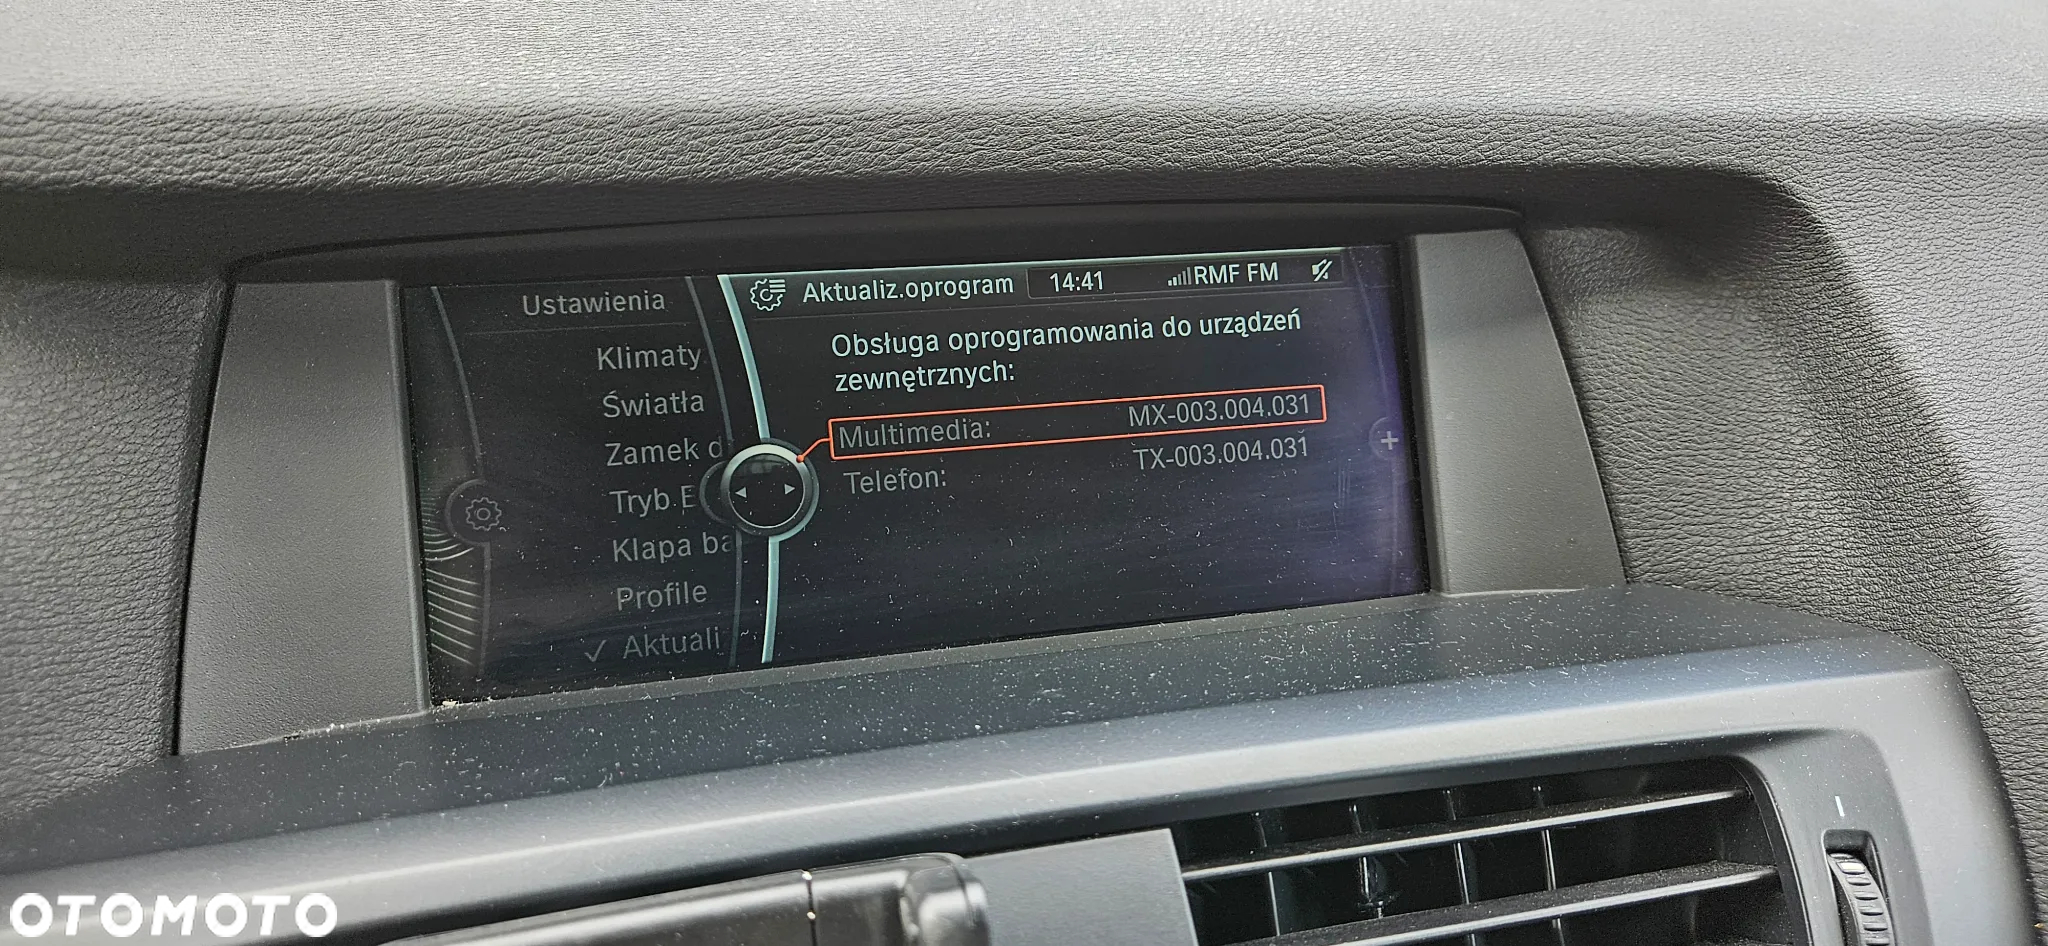 Ustawienia
Klimaty
Światła
Zamek d
Tryb E
Klapa ba
Profile
✓ Aktuali
Aktualiz.oprogram 14:41 RMF FM
Obsługa oprogramowania do urządzeń
zewnętrznych:
Multimedia: MX-003.004.031
Telefon: TX-003.004.031
+
OTOMOTO